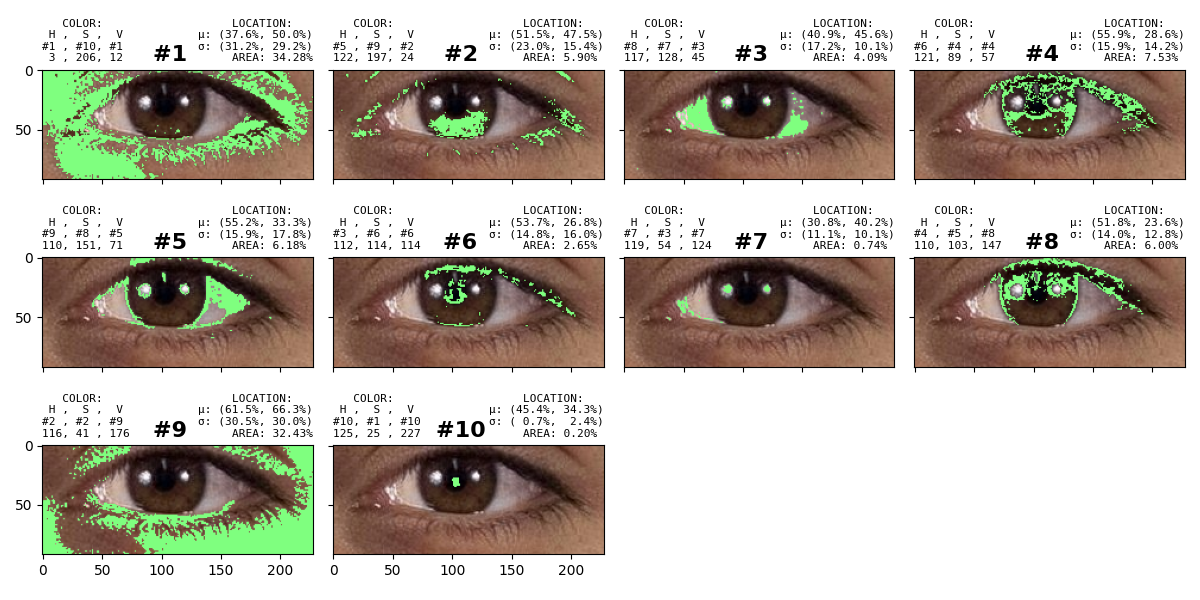 COLOR: LOCATION:
H , S , V μ: (37.6%, 50.0%)
#1 , #10, #1 #1 σ: (31.2%, 29.2%)
3 , 206, 12 AREA: 34.28%
COLOR: LOCATION:
H , S , V μ: (51.5%, 47.5%)
#5 , #9 , #2 #2 σ: (23.0%, 15.4%)
122, 197, 24 AREA: 5.90%
COLOR: LOCATION:
H , S , V μ: (40.9%, 45.6%)
#8 , #7 , #3 #3 σ: (17.2%, 10.1%)
117, 128, 45 AREA: 4.09%
COLOR: LOCATION:
H , S , V μ: (55.9%, 28.6%)
#6 , #4 , #4 #4 σ: (15.9%, 14.2%)
121, 89 , 57 AREA: 7.53%
0
50
COLOR: LOCATION:
H , S , V μ: (55.2%, 33.3%)
#9 , #8 , #5 #5 σ: (15.9%, 17.8%)
110, 151, 71 AREA: 6.18%
COLOR: LOCATION:
H , S , V μ: (53.7%, 26.8%)
#3 , #6 , #6 #6 σ: (14.8%, 16.0%)
112, 114, 114 AREA: 2.65%
COLOR: LOCATION:
H , S , V μ: (30.8%, 40.2%)
#7 , #3 , #7 #7 σ: (11.1%, 10.1%)
119, 54 , 124 AREA: 0.74%
COLOR: LOCATION:
H , S , V μ: (51.8%, 23.6%)
#4 , #5 , #8 #8 σ: (14.0%, 12.8%)
110, 103, 147 AREA: 6.00%
0
50
COLOR: LOCATION:
H , S , V μ: (61.5%, 66.3%)
#2 , #2 , #9 #9 σ: (30.5%, 30.0%)
116, 41 , 176 AREA: 32.43%
COLOR: LOCATION:
H , S , V μ: (45.4%, 34.3%)
#10, #1 , #10 #10 σ: ( 0.7%, 2.4%)
125, 25 , 227 AREA: 0.20%
0
50
0 50 100 150 200
0 50 100 150 200